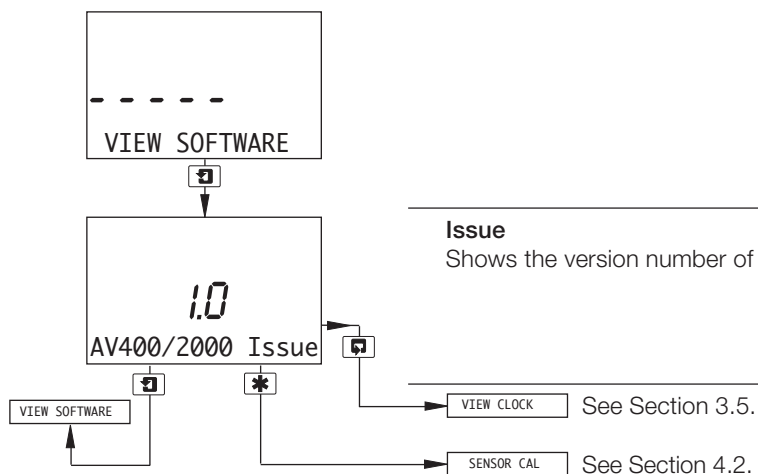 - - - - -
VIEW SOFTWARE
Issue
Shows the version number of
1.0
AV400/2000 Issue
VIEW SOFTWARE
VIEW CLOCK See Section 3.5.
SENSOR CAL See Section 4.2.